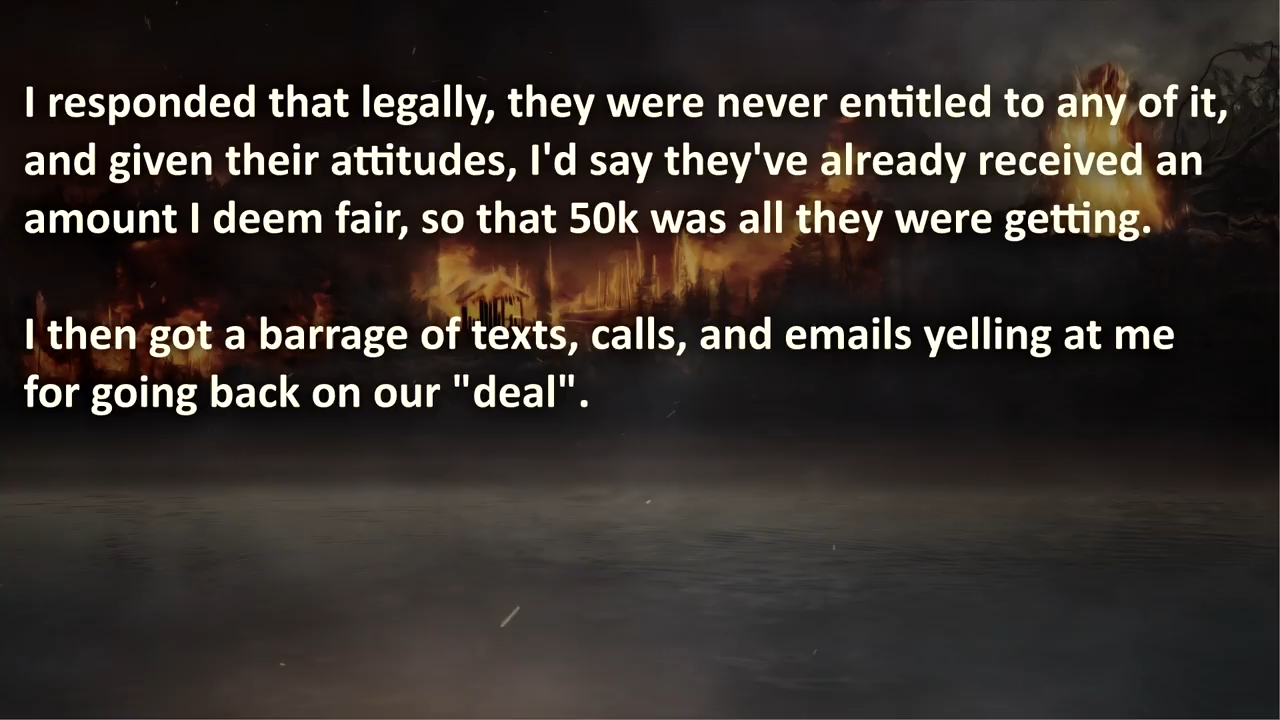 I responded that legally, they were never entitled to any of it,
and given their attitudes, I'd say they've already received an
amount I deem fair, so that 50k was all they were getting.
I then got a barrage of texts, calls, and emails yelling at me
for going back on our "deal".